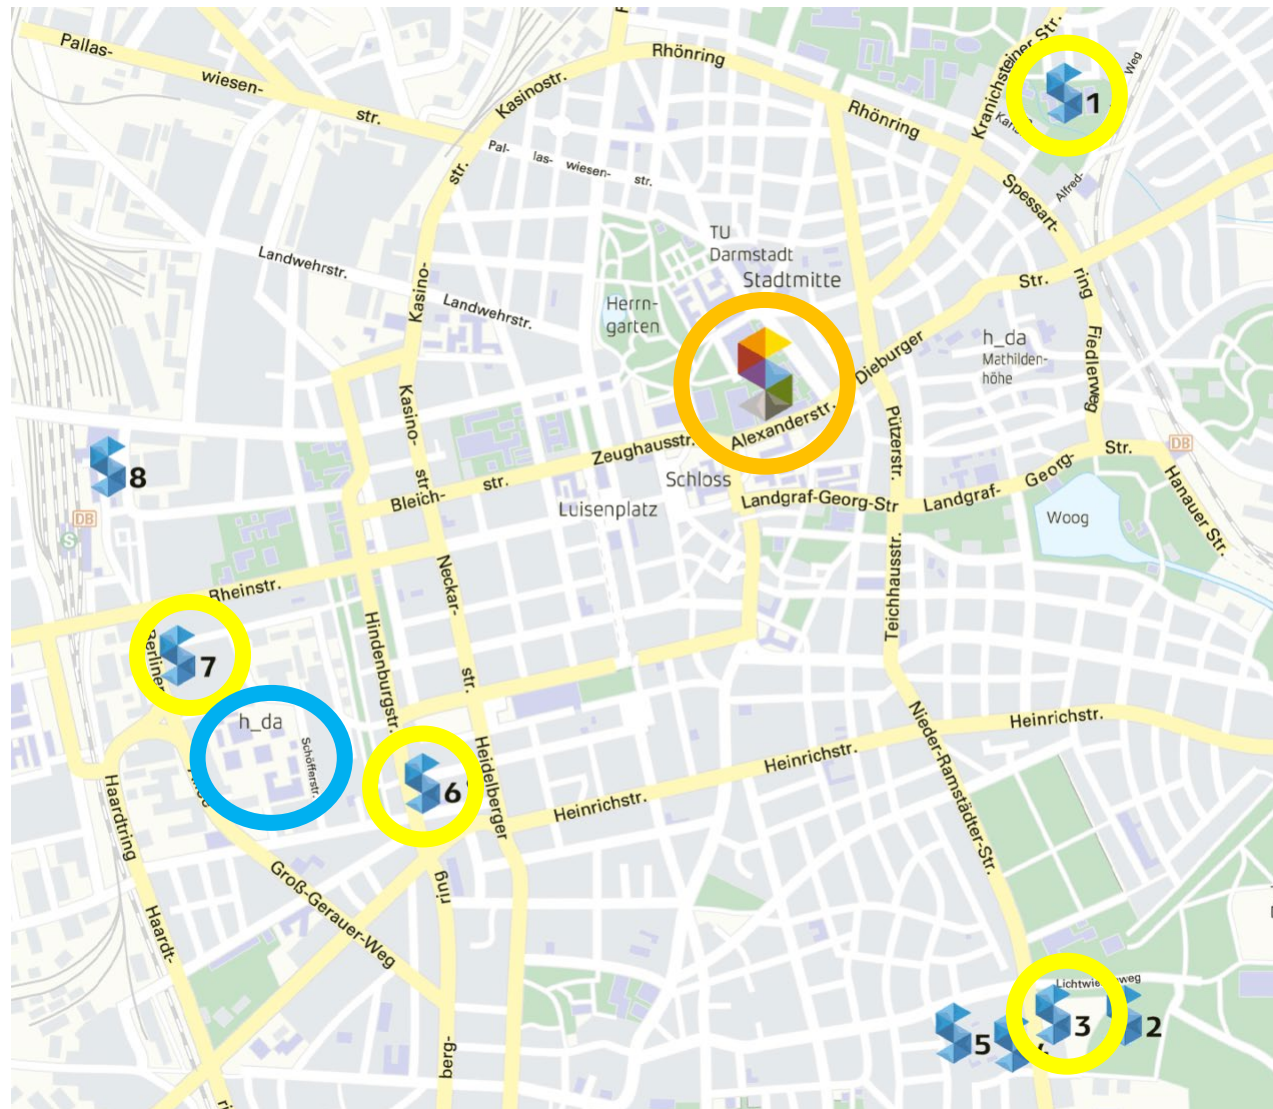 Pallas-
wiesen-
str.
Kasinostr.
Rhönring
Rhönring
Kranichsteiner Str.
Weg
1
Spessart-
Alfred-
ring
str.
Pal-
las-
wiesen-
str.
TU
Darmstadt
Stadtmitte
Landwehrstr.
Landwehrstr.
Kasino-
Herrn-
garten
Str.
Dieburger
h_da
Mathilden-
höhe
Fiedlerweg
Kasino-
str.
Alexanderstr.
Zeughausstr.
Pützerstr.
Georg-
Str.
DB
Hanauer Str.
8
DB
S
Bleich-
str.
Schloss
Luisenplatz
Landgraf-Georg-Str
Landgraf-
Woog
Rheinstr.
Neckar-
str.
Teichhausstr.
Hindenburgstr.
Berliner
7
h_da
Schöfferstr.
6
Heidelberger
Heinrichstr.
Heinrichstr.
Heinrichstr.
Nieder-Ramstädter-Str.
Haardtring
Groß-Gerauer-Weg
ring
Haardt-
berg-
Lichtwiesenweg
5
3
2